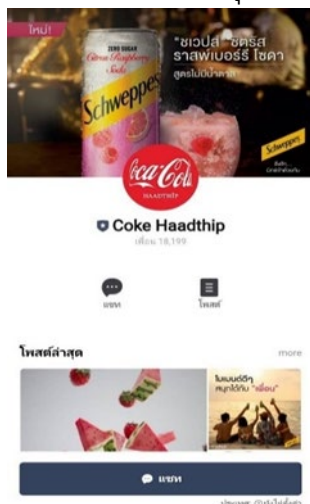 ใหม่!
ZERO SUGAR
Citrus Raspberry
Soda
Schweppes
"ชเวปส์" ซิตรัส
ราสพ์เบอร์รี่ โซดา
สูตรไม่มีน้ำตาล
Schweppes
Coca-Cola
HAADTHIP
Coke Haadthip
เพื่อน 18,199
แชท
โพสต์
โพสต์ล่าสุด
more
โมเมนต์ดีๆ
สนุกได้กับ "เพื่อน"
แชท